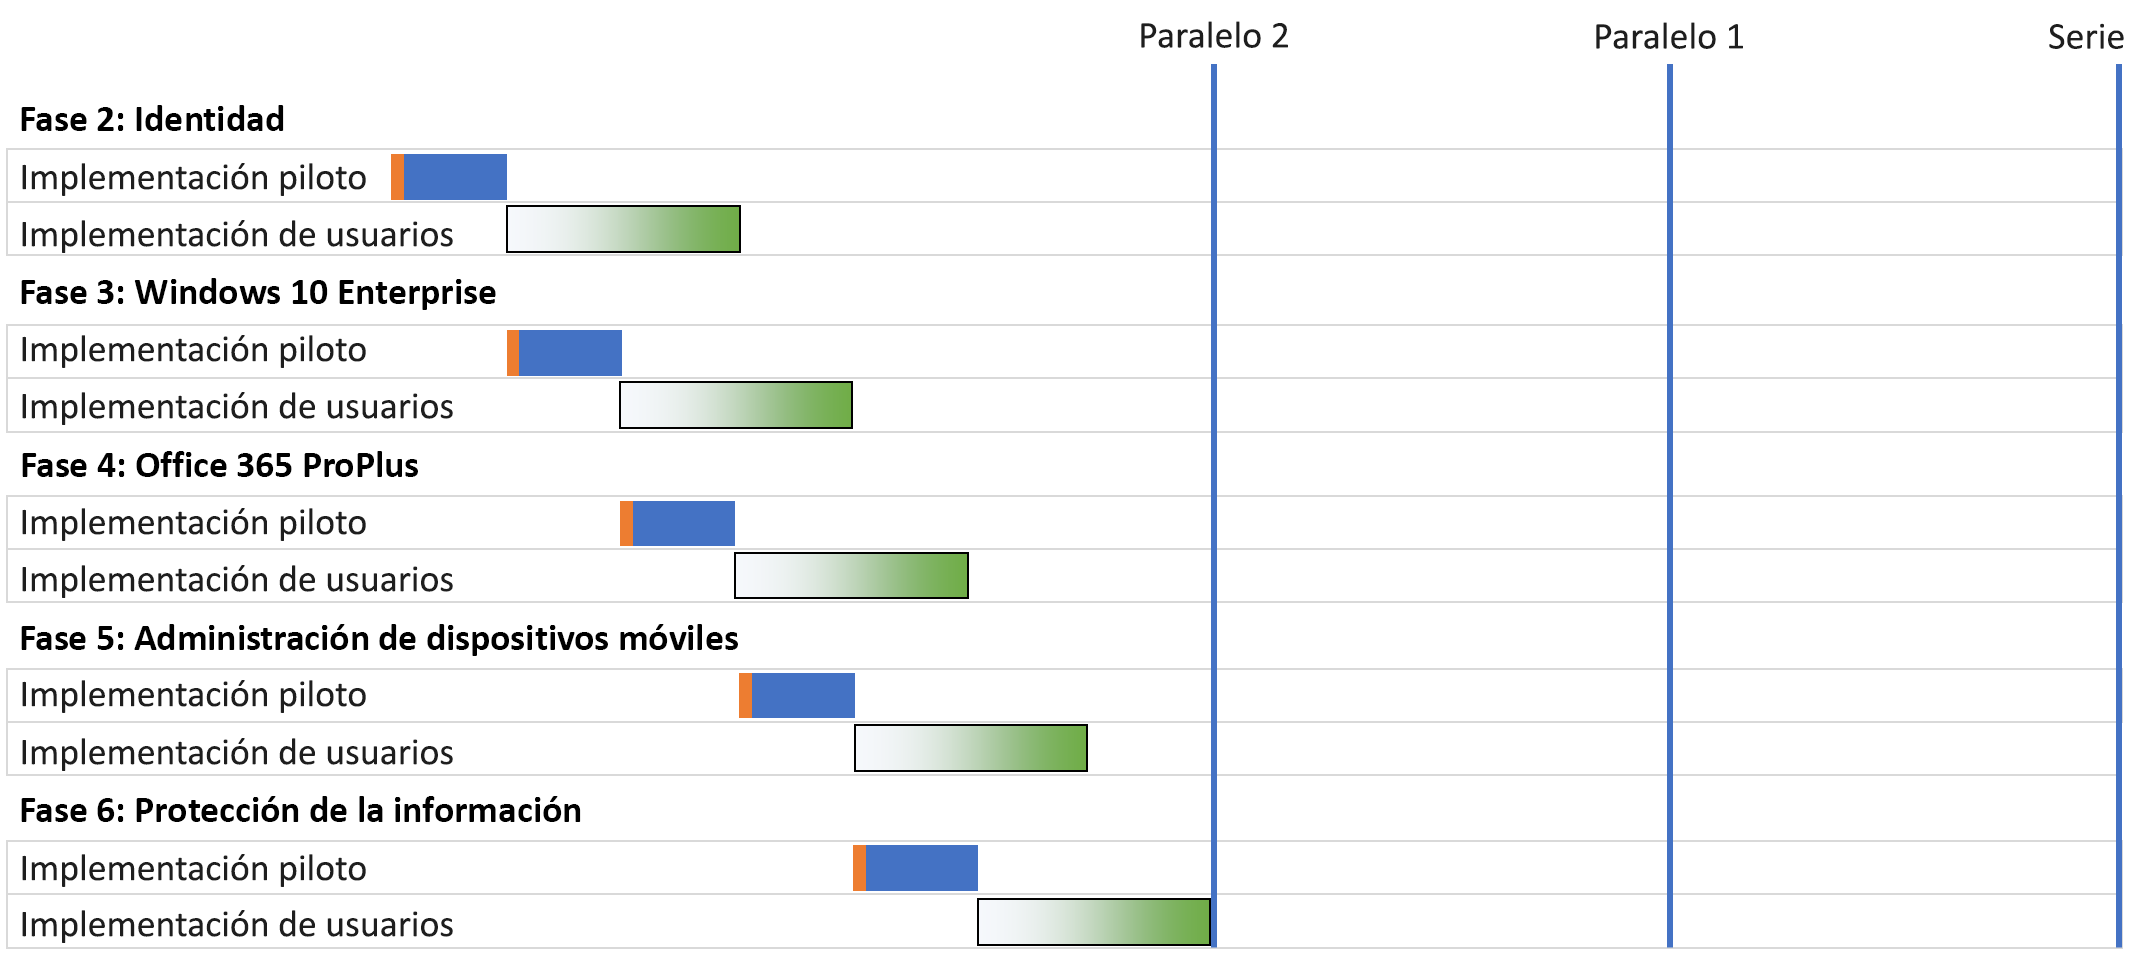 Paralelo 2
Paralelo 1
Serie
Fase 2: Identidad
Implementación piloto
Implementación de usuarios
Fase 3: Windows 10 Enterprise
Implementación piloto
Implementación de usuarios
Fase 4: Office 365 ProPlus
Implementación piloto
Implementación de usuarios
Fase 5: Administración de dispositivos móviles
Implementación piloto
Implementación de usuarios
Fase 6: Protección de la información
Implementación piloto
Implementación de usuarios